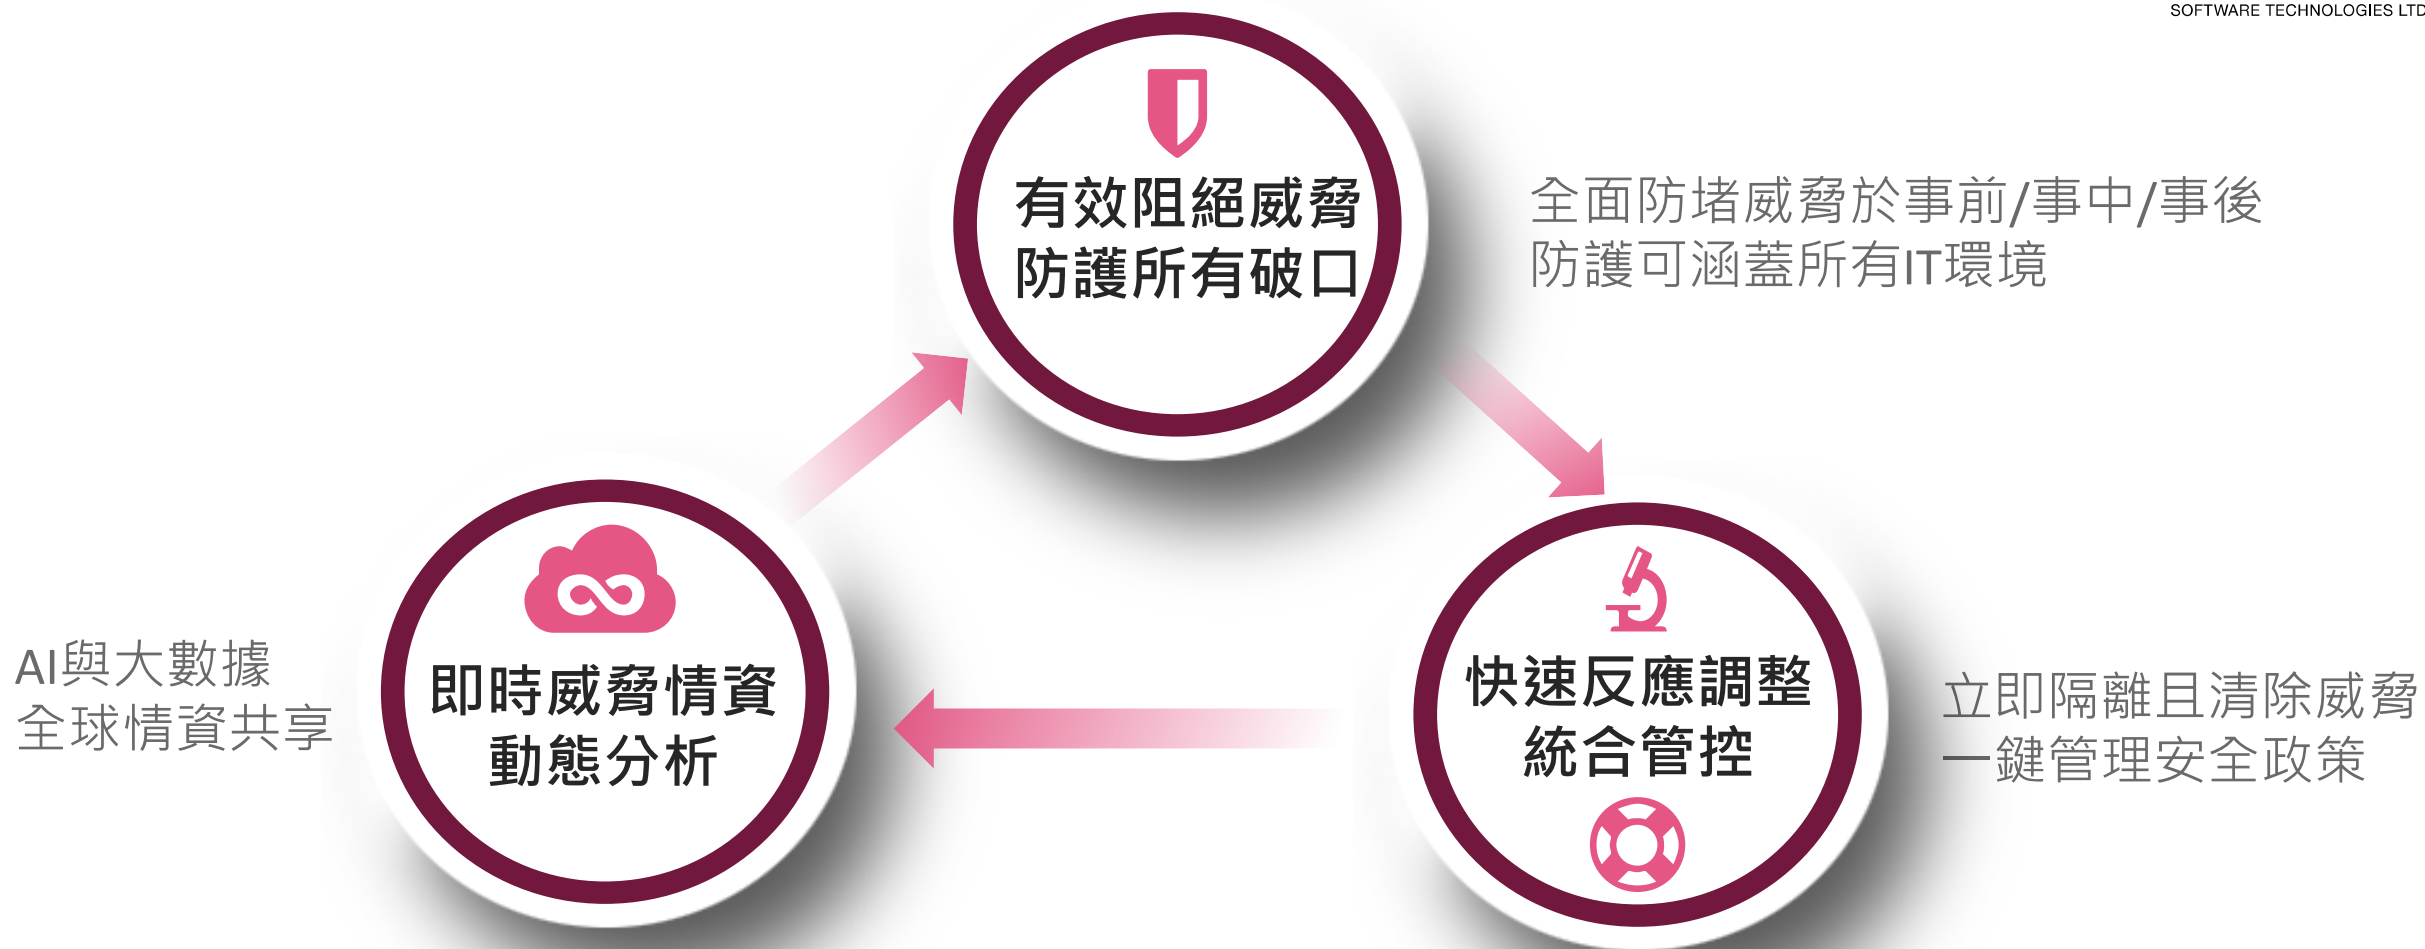 SOFTWARE TECHNOLOGIES LTD
有效阻絕威脅
防護所有破口
全面防堵威脅於事前/事中/事後
防護可涵蓋所有IT環境
快速反應調整
統合管控
立即隔離且清除威脅
一鍵管理安全政策
即時威脅情資
動態分析
AI與大數據
全球情資共享